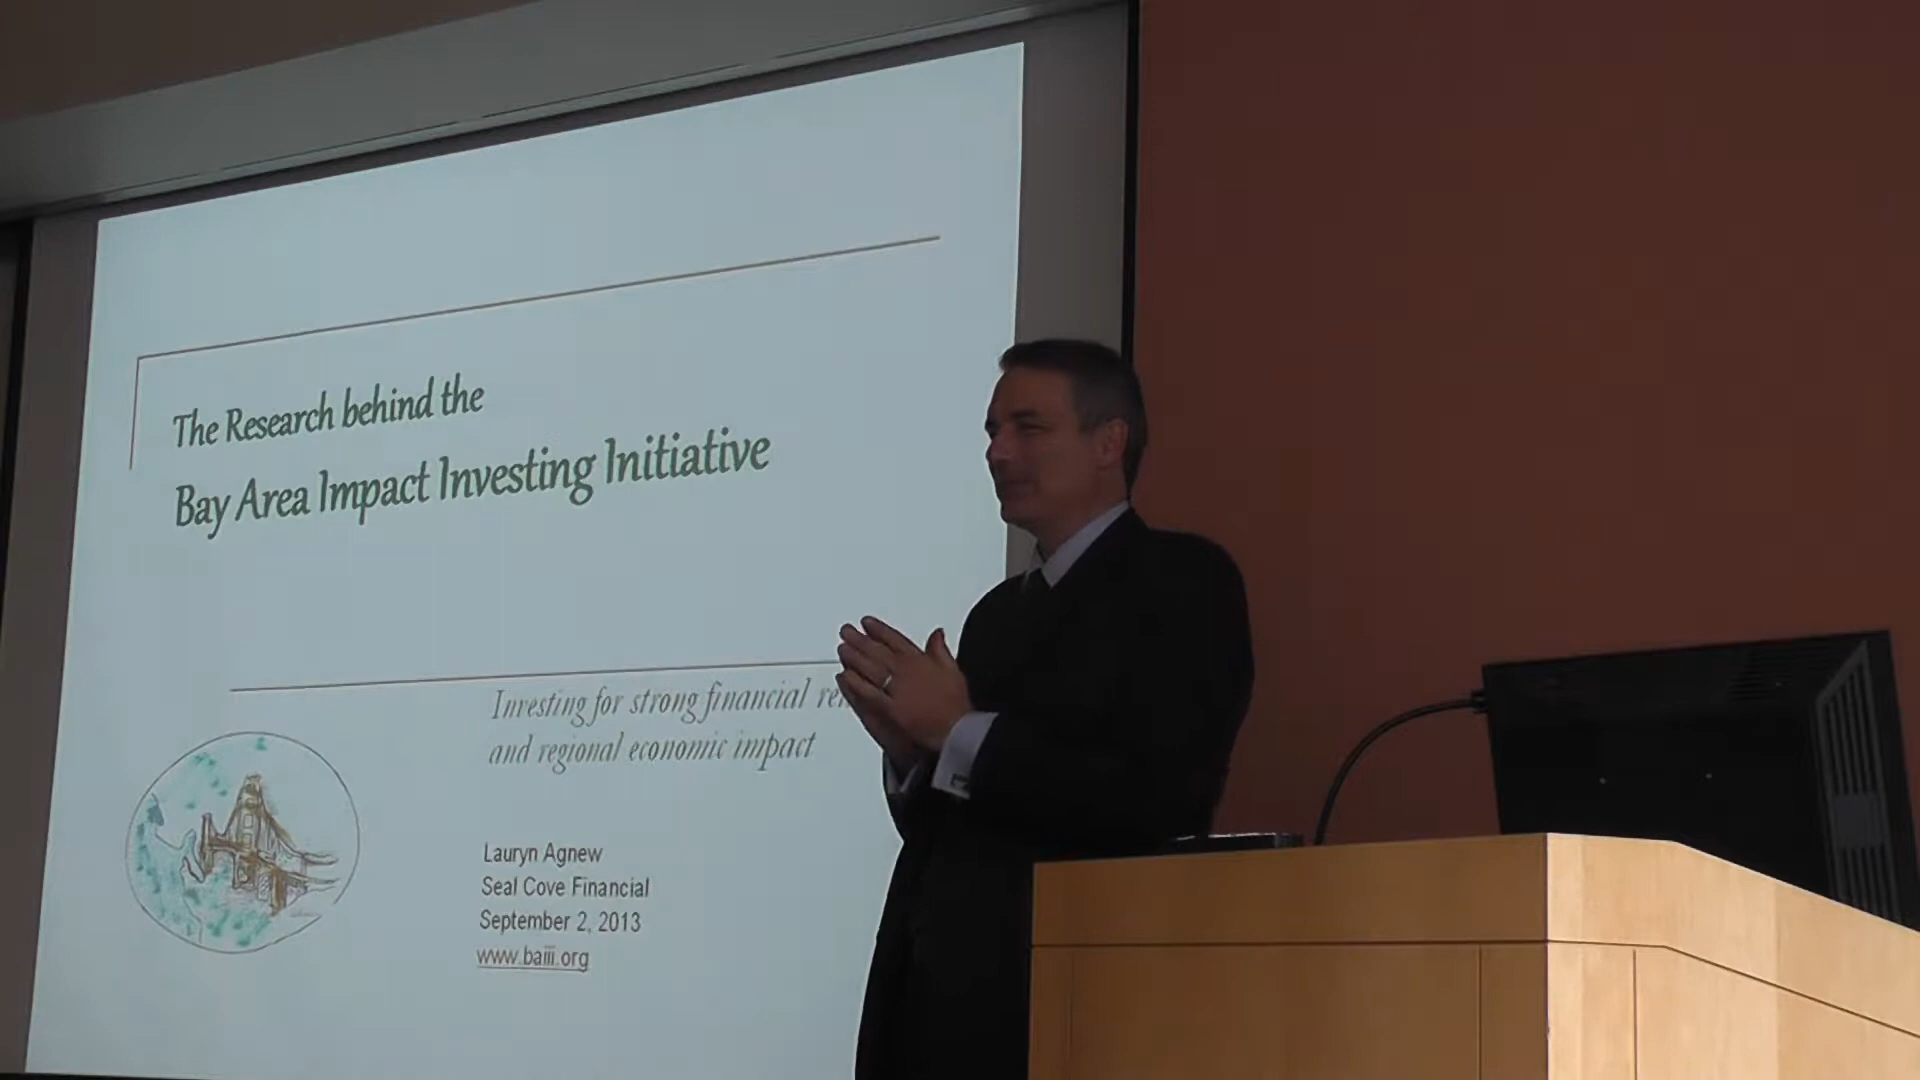 The Research behind the
Bay Area Impact Investing Initiative
Investing for strong financial
and regional economic impact
Lauryn Agnew
Seal Cove Financial
September 2, 2013
www.baiii.org